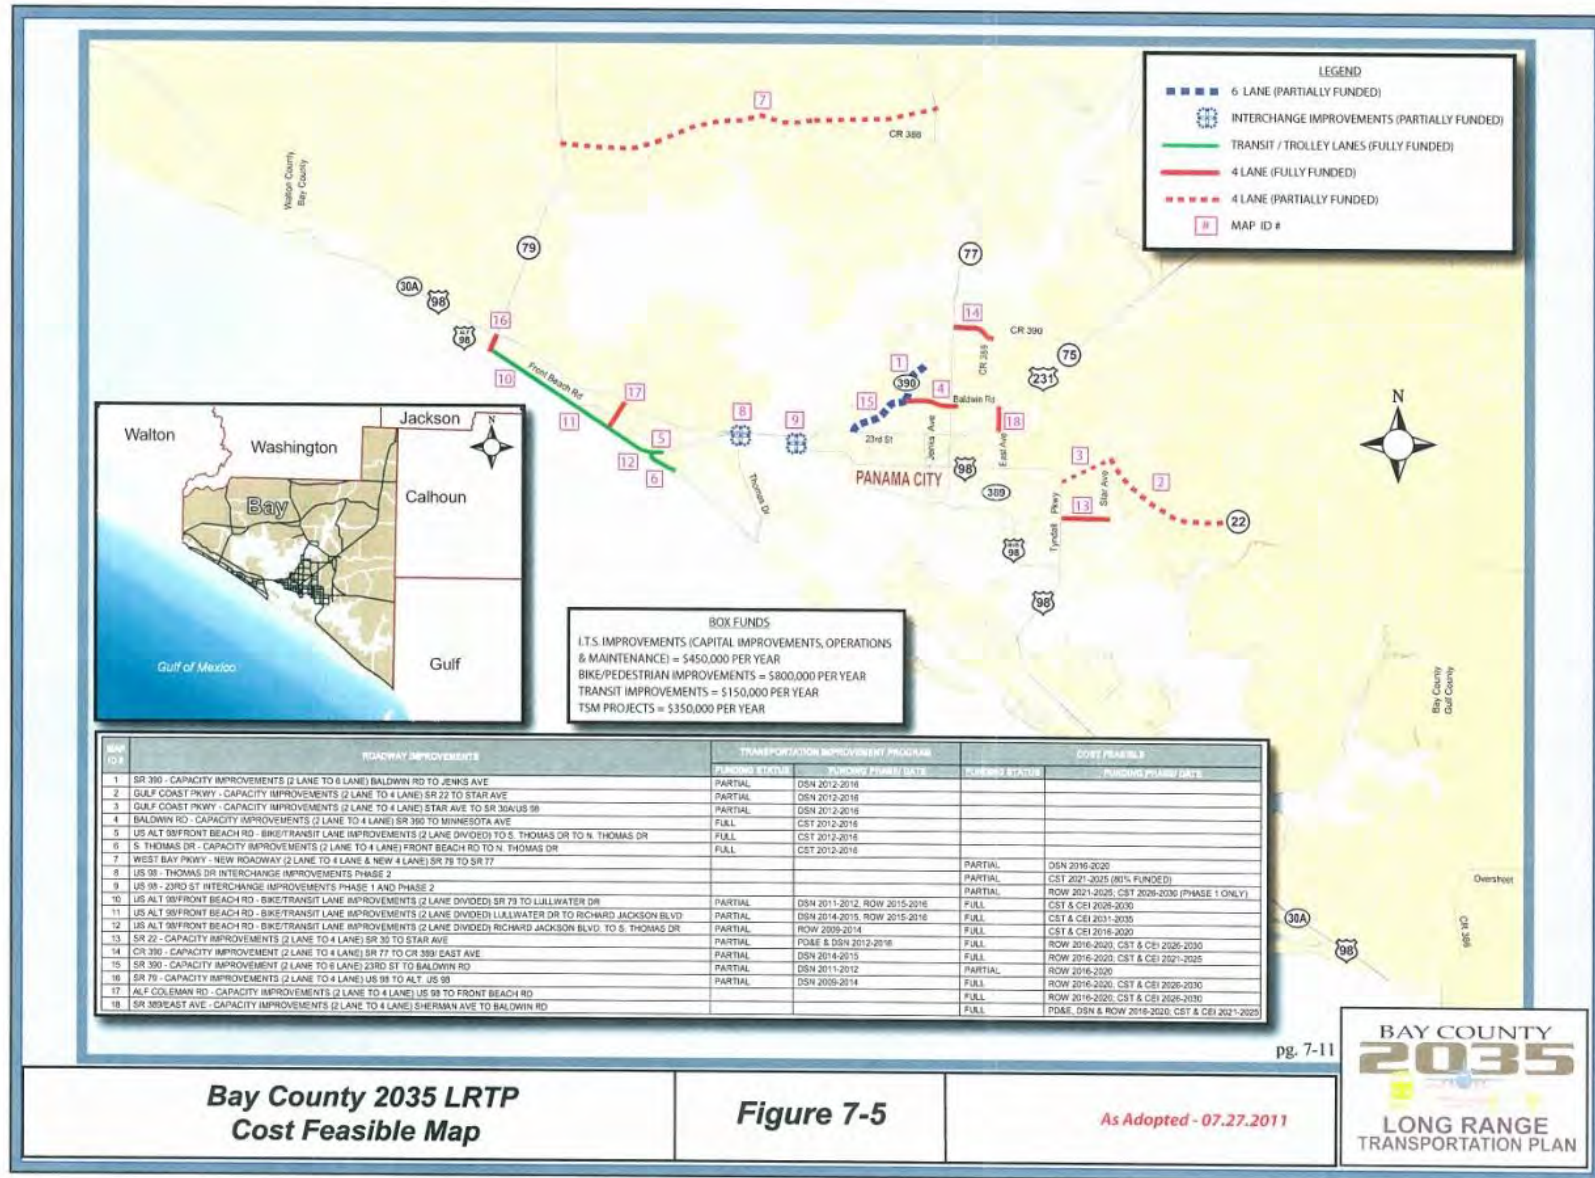 LEGEND
6 LANE (PARTIALLY FUNDED)
INTERCHANGE IMPROVEMENTS (PARTIALLY FUNDED)
TRANSIT / TROLLEY LANES (FULLY FUNDED)
4 LANE (FULLY FUNDED)
4 LANE (PARTIALLY FUNDED)
# MAP ID #
7
CR 388
Walton County
Bay County
79
77
30A
98
ALT 98
16
14
CR 390
CR 389
75
231
1
390
4
Baldwin Rd
15
10
Front Beach Rd
17
11
8
9
18
23rd St
Jenks Ave
East Ave
5
12
6
Thomas Dr
98
PANAMA CITY
389
3
2
Star Ave
Tyndall Pkwy
13
22
BUS 98
98
N
Walton
Jackson
Washington
N
Bay
Calhoun
Gulf of Mexico
Gulf
BOX FUNDS
I.T.S. IMPROVEMENTS (CAPITAL IMPROVEMENTS, OPERATIONS
& MAINTENANCE) = $450,000 PER YEAR
BIKE/PEDESTRIAN IMPROVEMENTS = $800,000 PER YEAR
TRANSIT IMPROVEMENTS = $150,000 PER YEAR
TSM PROJECTS = $350,000 PER YEAR
Bay County
Gulf County
Overstreet
30A
98
CR 386
MAP ID # ROADWAY IMPROVEMENTS TRANSPORTATION IMPROVEMENT PROGRAM COST FEASIBLE
FUNDING STATUS FUNDING PHASE/ DATE FUNDING STATUS FUNDING PHASE/ DATE
1 SR 390 - CAPACITY IMPROVEMENTS (2 LANE TO 6 LANE) BALDWIN RD TO JENKS AVE PARTIAL DSN 2012-2016
2 GULF COAST PKWY - CAPACITY IMPROVEMENTS (2 LANE TO 4 LANE) SR 22 TO STAR AVE PARTIAL DSN 2012-2016
3 GULF COAST PKWY - CAPACITY IMPROVEMENTS (2 LANE TO 4 LANE) STAR AVE TO SR 30A/US 98 PARTIAL DSN 2012-2016
4 BALDWIN RD - CAPACITY IMPROVEMENTS (2 LANE TO 4 LANE) SR 390 TO MINNESOTA AVE FULL CST 2012-2016
5 US ALT 98/FRONT BEACH RD - BIKE/TRANSIT LANE IMPROVEMENTS (2 LANE DIVIDED) TO S. THOMAS DR TO N. THOMAS DR FULL CST 2012-2016
6 S. THOMAS DR - CAPACITY IMPROVEMENTS (2 LANE TO 4 LANE) FRONT BEACH RD TO N. THOMAS DR FULL CST 2012-2016
7 WEST BAY PKWY - NEW ROADWAY (2 LANE TO 4 LANE & NEW 4 LANE) SR 79 TO SR 77 PARTIAL DSN 2016-2020
8 US 98 - THOMAS DR INTERCHANGE IMPROVEMENTS PHASE 2 PARTIAL CST 2021-2025 (80% FUNDED)
9 US 98 - 23RD ST INTERCHANGE IMPROVEMENTS PHASE 1 AND PHASE 2 PARTIAL ROW 2021-2025; CST 2026-2030 (PHASE 1 ONLY)
10 US ALT 98/FRONT BEACH RD - BIKE/TRANSIT LANE IMPROVEMENTS (2 LANE DIVIDED) SR 79 TO LULLWATER DR PARTIAL DSN 2011-2012, ROW 2015-2016 FULL CST & CEI 2026-2030
11 US ALT 98/FRONT BEACH RD - BIKE/TRANSIT LANE IMPROVEMENTS (2 LANE DIVIDED) LULLWATER DR TO RICHARD JACKSON BLVD PARTIAL DSN 2014-2015, ROW 2015-2016 FULL CST & CEI 2031-2035
12 US ALT 98/FRONT BEACH RD - BIKE/TRANSIT LANE IMPROVEMENTS (2 LANE DIVIDED) RICHARD JACKSON BLVD. TO S. THOMAS DR PARTIAL ROW 2009-2014 FULL CST & CEI 2016-2020
13 SR 22 - CAPACITY IMPROVEMENTS (2 LANE TO 4 LANE) SR 30 TO STAR AVE PARTIAL PD&E & DSN 2012-2016 FULL ROW 2016-2020; CST & CEI 2026-2030
14 CR 390 - CAPACITY IMPROVEMENT (2 LANE TO 4 LANE) SR 77 TO CR 389/ EAST AVE PARTIAL DSN 2014-2015 FULL ROW 2016-2020; CST & CEI 2021-2025
15 SR 390 - CAPACITY IMPROVEMENT (2 LANE TO 6 LANE) 23RD ST TO BALDWIN RD PARTIAL DSN 2011-2012 PARTIAL ROW 2016-2020
16 SR 79 - CAPACITY IMPROVEMENTS (2 LANE TO 4 LANE) US 98 TO ALT. US 98 PARTIAL DSN 2009-2014 FULL ROW 2016-2020, CST & CEI 2026-2030
17 ALF COLEMAN RD - CAPACITY IMPROVEMENTS (2 LANE TO 4 LANE) US 98 TO FRONT BEACH RD FULL ROW 2016-2020; CST & CEI 2026-2030
18 SR 389/EAST AVE - CAPACITY IMPROVEMENTS (2 LANE TO 4 LANE) SHERMAN AVE TO BALDWIN RD FULL PD&E, DSN & ROW 2016-2020; CST & CEI 2021-2025
pg. 7-11
Bay County 2035 LRTP
Cost Feasible Map
Figure 7-5
As Adopted - 07.27.2011
BAY COUNTY
2035
LONG RANGE
TRANSPORTATION PLAN